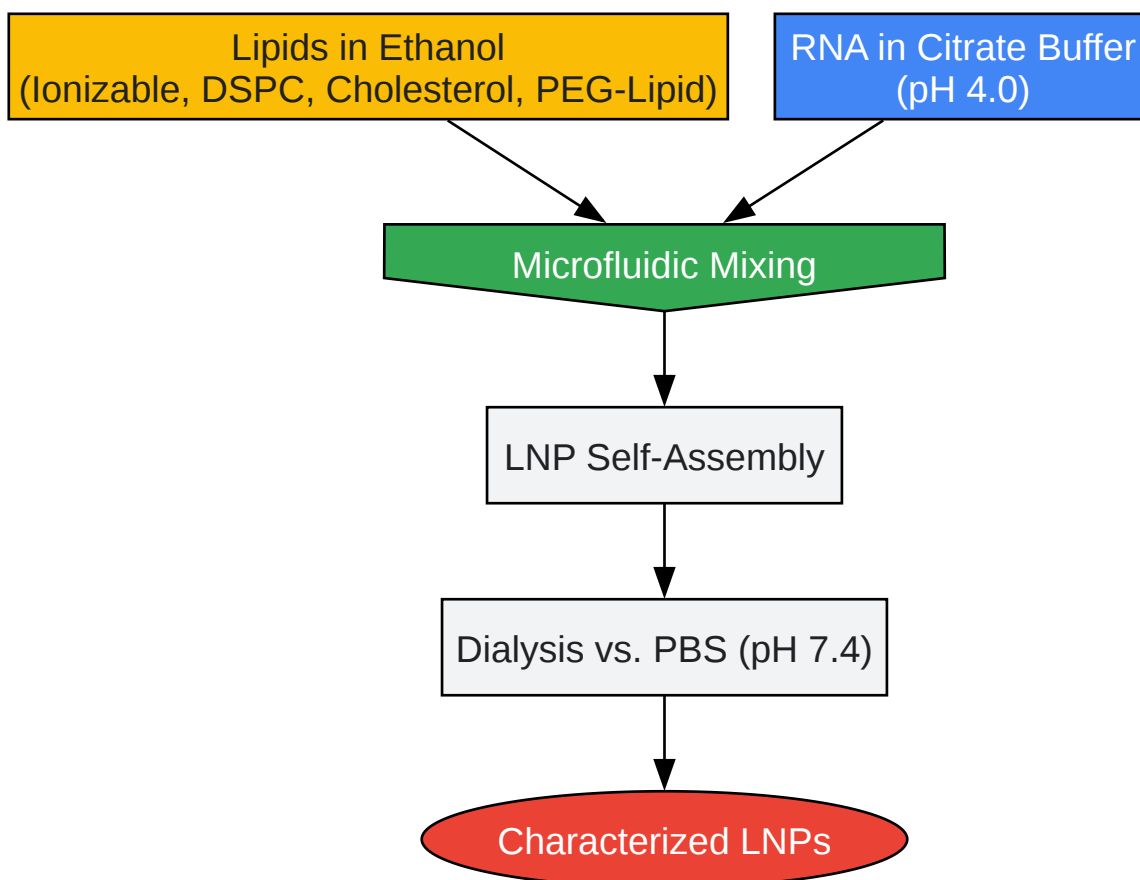 Lipids in Ethanol
(Ionizable, DSPC, Cholesterol, PEG-Lipid)
RNA in Citrate Buffer
(pH 4.0)
Microfluidic Mixing
LNP Self-Assembly
Dialysis vs. PBS (pH 7.4)
Characterized LNPs